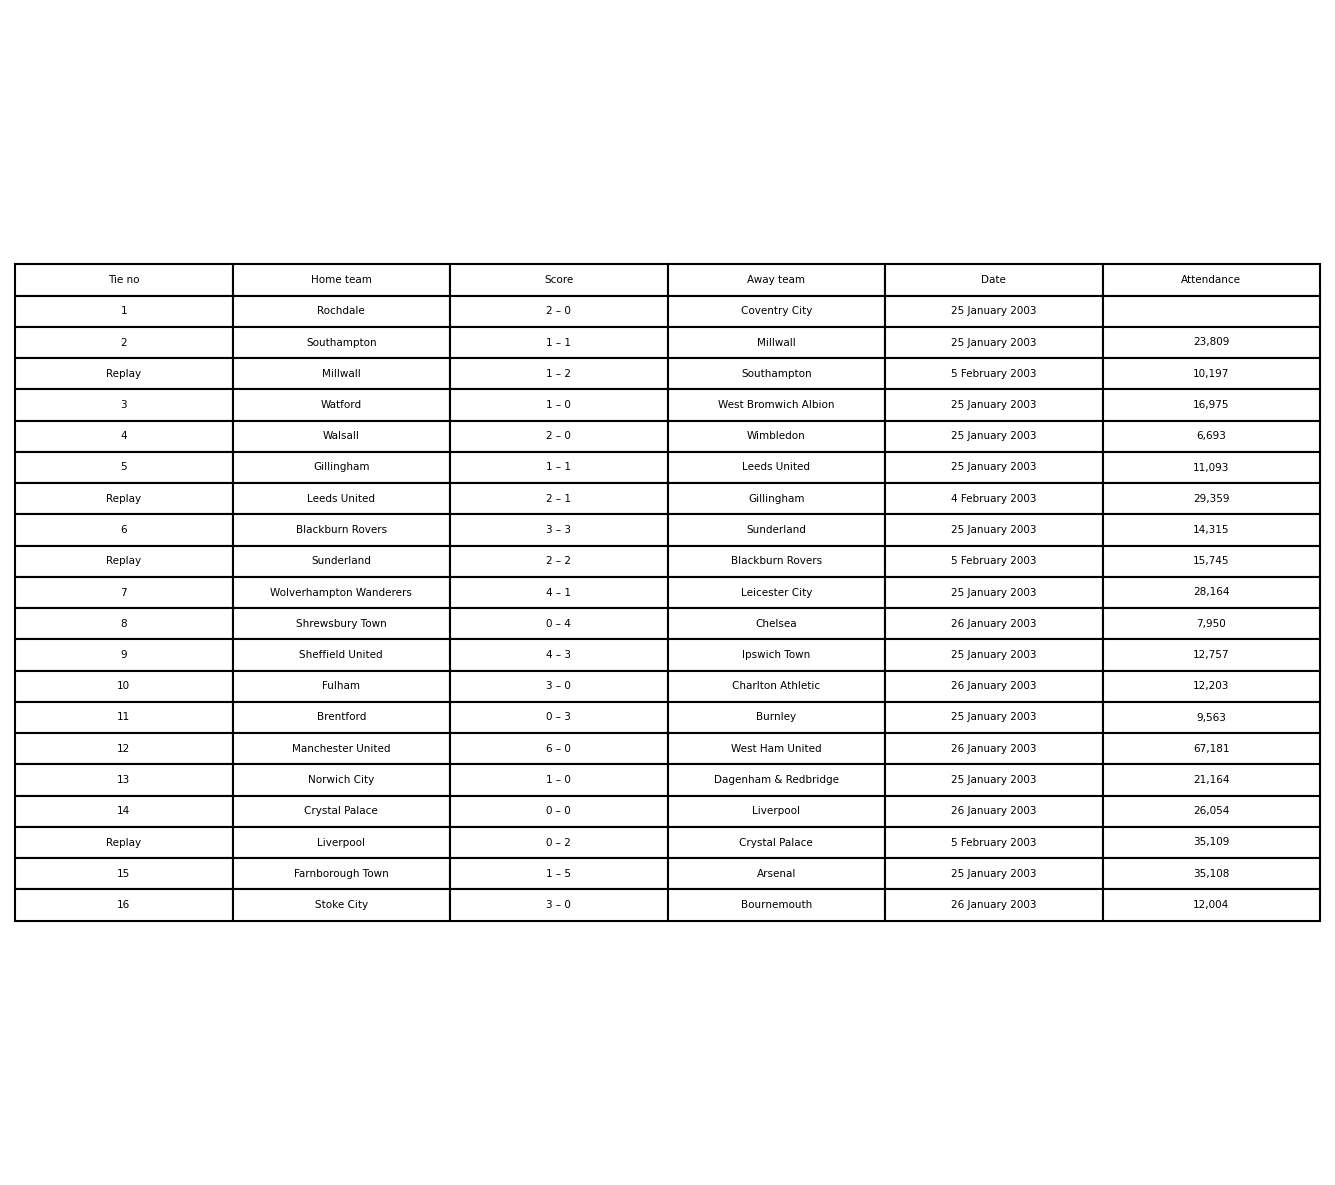 Tie no Home team Score Away team Date Attendance
1 Rochdale 2 – 0 Coventry City 25 January 2003
2 Southampton 1 – 1 Millwall 25 January 2003 23,809
Replay Millwall 1 – 2 Southampton 5 February 2003 10,197
3 Watford 1 – 0 West Bromwich Albion 25 January 2003 16,975
4 Walsall 2 – 0 Wimbledon 25 January 2003 6,693
5 Gillingham 1 – 1 Leeds United 25 January 2003 11,093
Replay Leeds United 2 – 1 Gillingham 4 February 2003 29,359
6 Blackburn Rovers 3 – 3 Sunderland 25 January 2003 14,315
Replay Sunderland 2 – 2 Blackburn Rovers 5 February 2003 15,745
7 Wolverhampton Wanderers 4 – 1 Leicester City 25 January 2003 28,164
8 Shrewsbury Town 0 – 4 Chelsea 26 January 2003 7,950
9 Sheffield United 4 – 3 Ipswich Town 25 January 2003 12,757
10 Fulham 3 – 0 Charlton Athletic 26 January 2003 12,203
11 Brentford 0 – 3 Burnley 25 January 2003 9,563
12 Manchester United 6 – 0 West Ham United 26 January 2003 67,181
13 Norwich City 1 – 0 Dagenham & Redbridge 25 January 2003 21,164
14 Crystal Palace 0 – 0 Liverpool 26 January 2003 26,054
Replay Liverpool 0 – 2 Crystal Palace 5 February 2003 35,109
15 Farnborough Town 1 – 5 Arsenal 25 January 2003 35,108
16 Stoke City 3 – 0 Bournemouth 26 January 2003 12,004